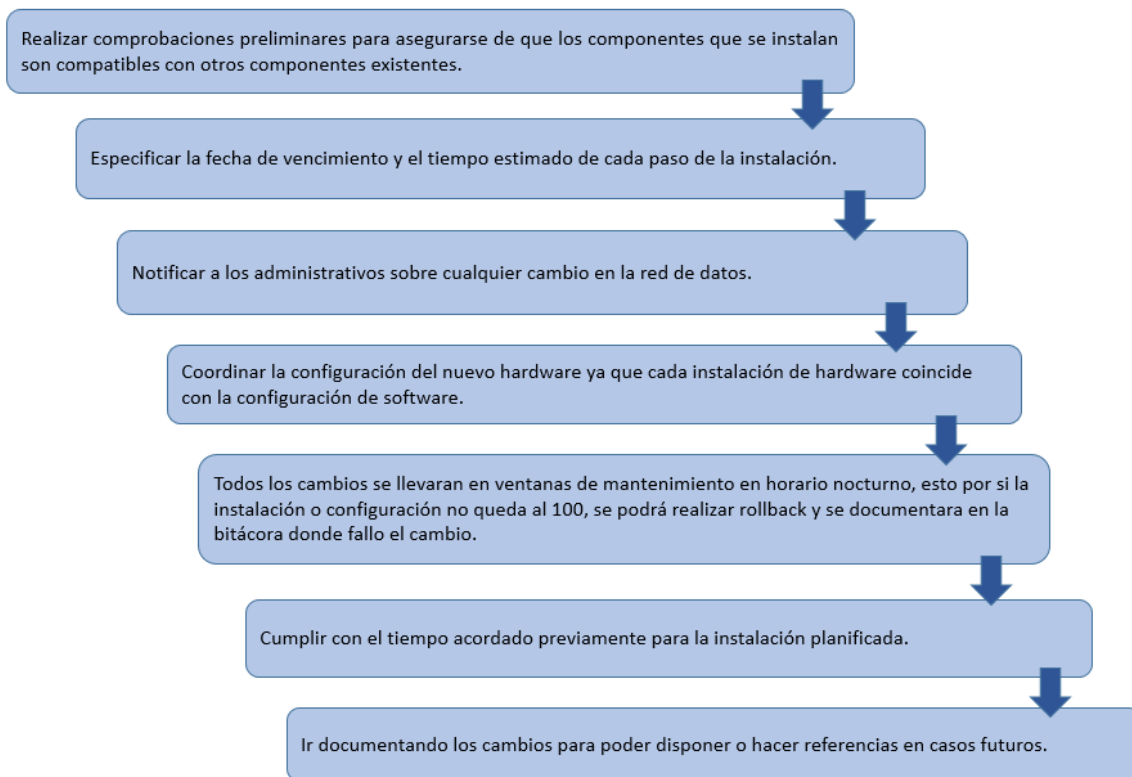 Realizar comprobaciones preliminares para asegurarse de que los componentes que se instalan
son compatibles con otros componentes existentes.
Especificar la fecha de vencimiento y el tiempo estimado de cada paso de la instalación.
Notificar a los administrativos sobre cualquier cambio en la red de datos.
Coordinar la configuración del nuevo hardware ya que cada instalación de hardware coincide
con la configuración de software.
Todos los cambios se llevaran en ventanas de mantenimiento en horario nocturno, esto por si la
instalación o configuración no queda al 100, se podrá realizar rollback y se documentara en la
bitácora donde fallo el cambio.
Cumplir con el tiempo acordado previamente para la instalación planificada.
Ir documentando los cambios para poder disponer o hacer referencias en casos futuros.